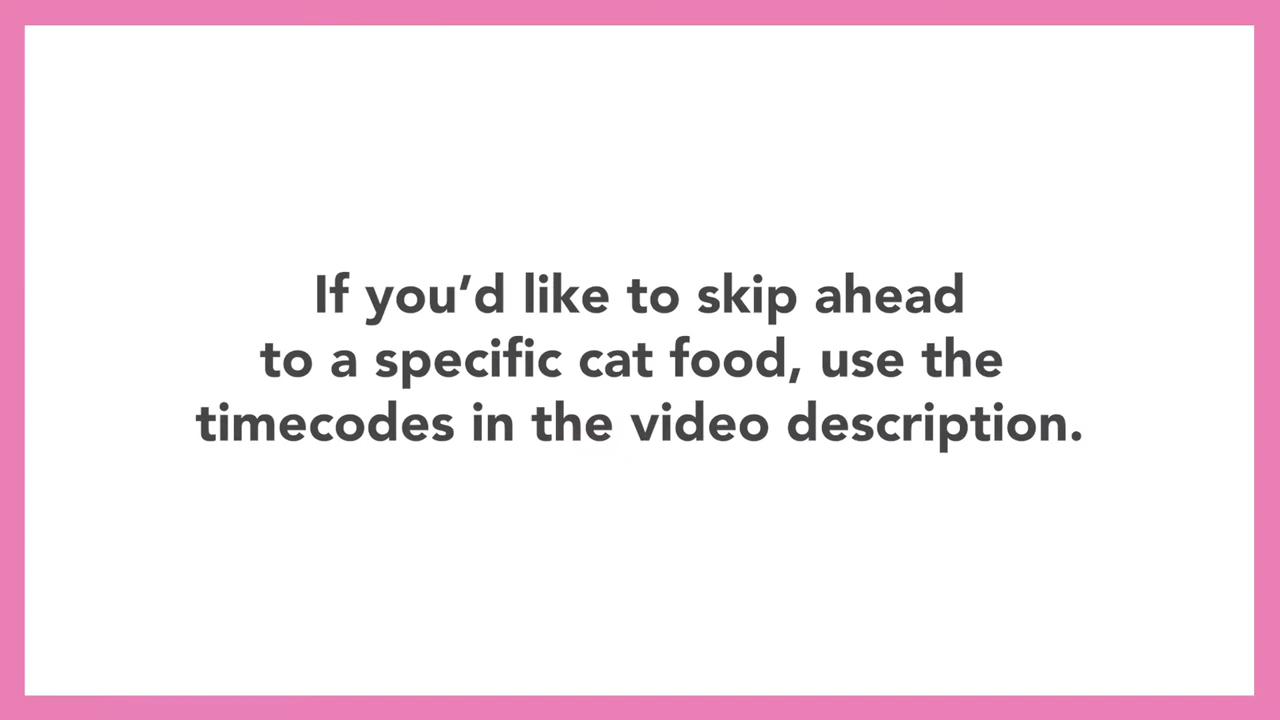 If you’d like to skip ahead
to a specific cat food, use the
timecodes in the video description.